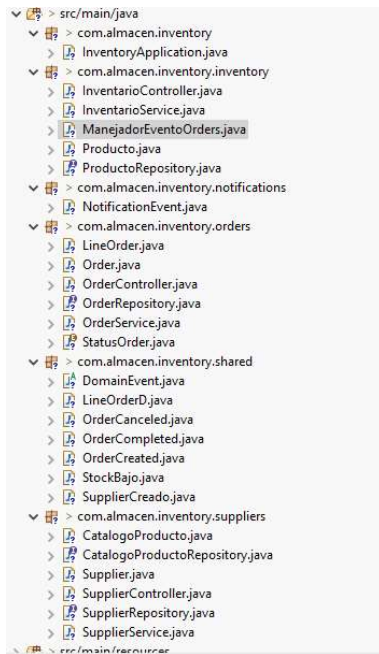 > src/main/java
> com.almacen.inventory
> InventoryApplication.java
> com.almacen.inventory.inventory
> InventarioController.java
> InventarioService.java
> ManejadorEventoOrders.java
> Producto.java
> ProductoRepository.java
> com.almacen.inventory.notifications
> NotificationEvent.java
> com.almacen.inventory.orders
> LineOrder.java
> Order.java
> OrderController.java
> OrderRepository.java
> OrderService.java
> StatusOrder.java
> com.almacen.inventory.shared
> DomainEvent.java
> LineOrderD.java
> OrderCanceled.java
> OrderCompleted.java
> OrderCreated.java
> StockBajo.java
> SupplierCreado.java
> com.almacen.inventory.suppliers
> CatalogoProducto.java
> CatalogoProductoRepository.java
> Supplier.java
> SupplierController.java
> SupplierRepository.java
> SupplierService.java
> src/main/resources